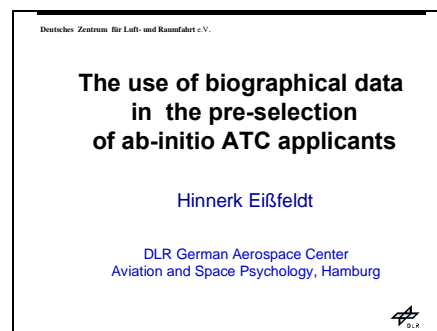 Deutsches Zentrum für Luft- und Raumfahrt e.V.
The use of biographical data
in the pre-selection
of ab-initio ATC applicants
Hinnerk Eißfeldt
DLR German Aerospace Center
Aviation and Space Psychology, Hamburg
DLR